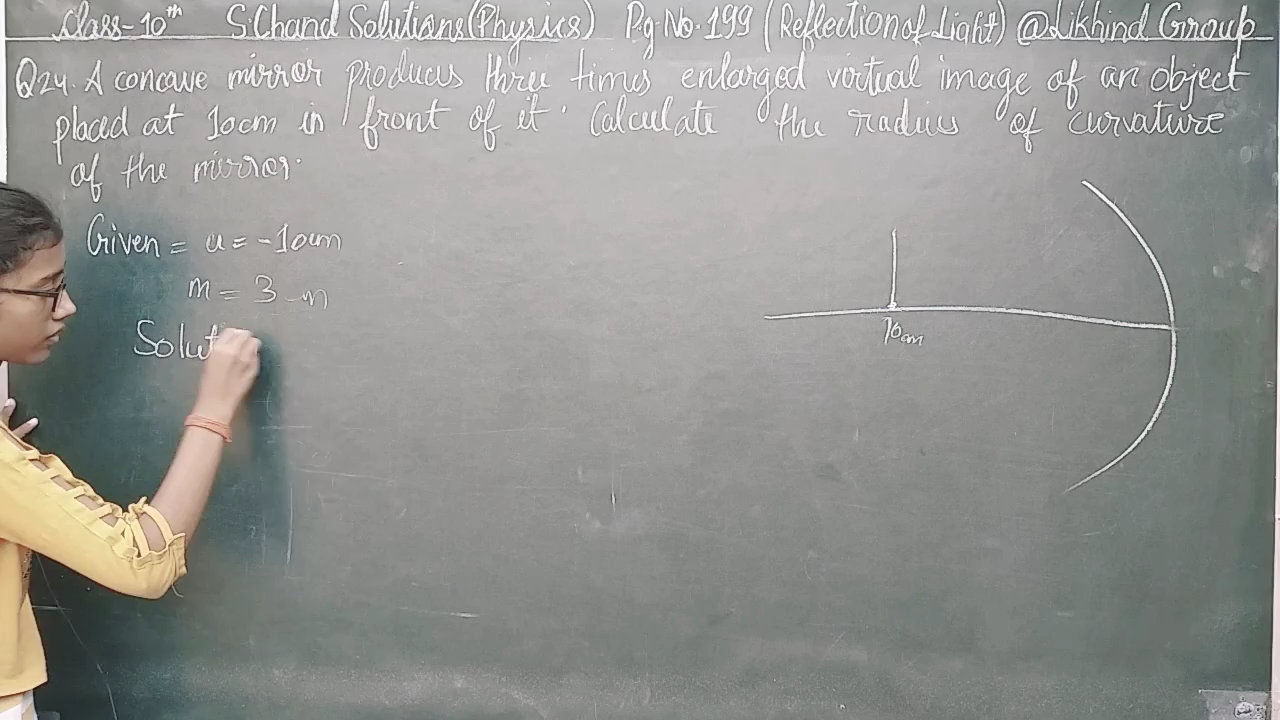 Class-10th S.Chand Solutions(Physics) Pg No. 199 (Reflection of Light) @Likhind Group
Q24. A concave mirror produces three times enlarged virtual image of an object
placed at 10cm in front of it. Calculate the radius of curvature
of the mirror.
Given = u = -10cm
m = 3
Solut
10cm